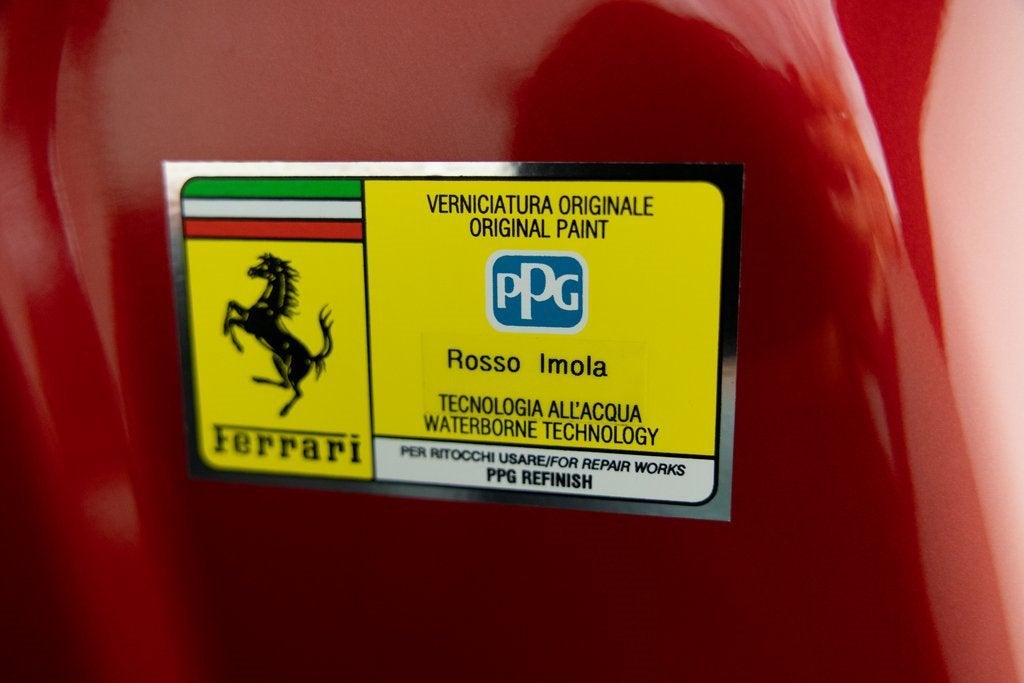 VERNICIATURA ORIGINALE
ORIGINAL PAINT
PPG
Rosso Imola
TECNOLOGIA ALL'ACQUA
WATERBORNE TECHNOLOGY
PER RITOCCHI USARE/FOR REPAIR WORKS
PPG REFINISH
Ferrari